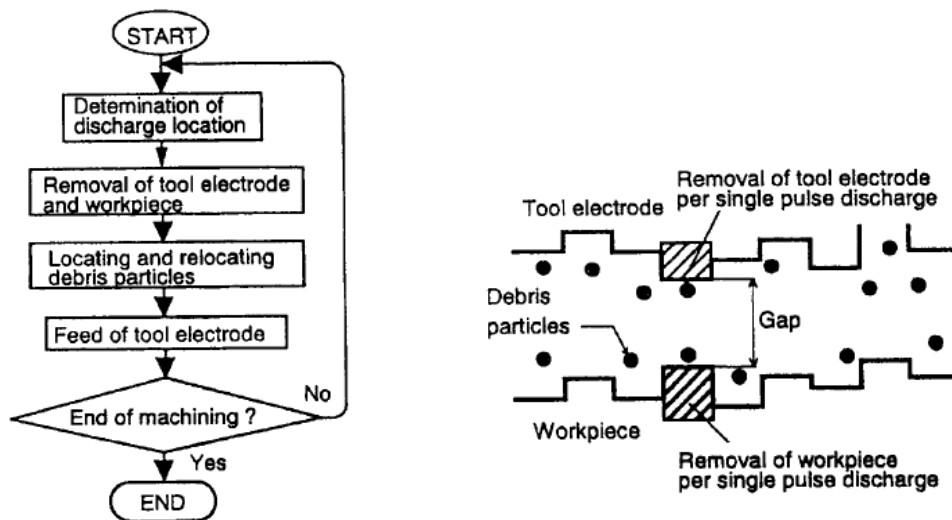 START
Detemination of
discharge location
Removal of tool electrode
and workpiece
Locating and relocating
debris particles
Feed of tool electrode
End of machining ?
No
Yes
END
Removal of tool electrode
per single pulse discharge
Tool electrode
Debris
particles
Gap
Workpiece
Removal of workpiece
per single pulse discharge